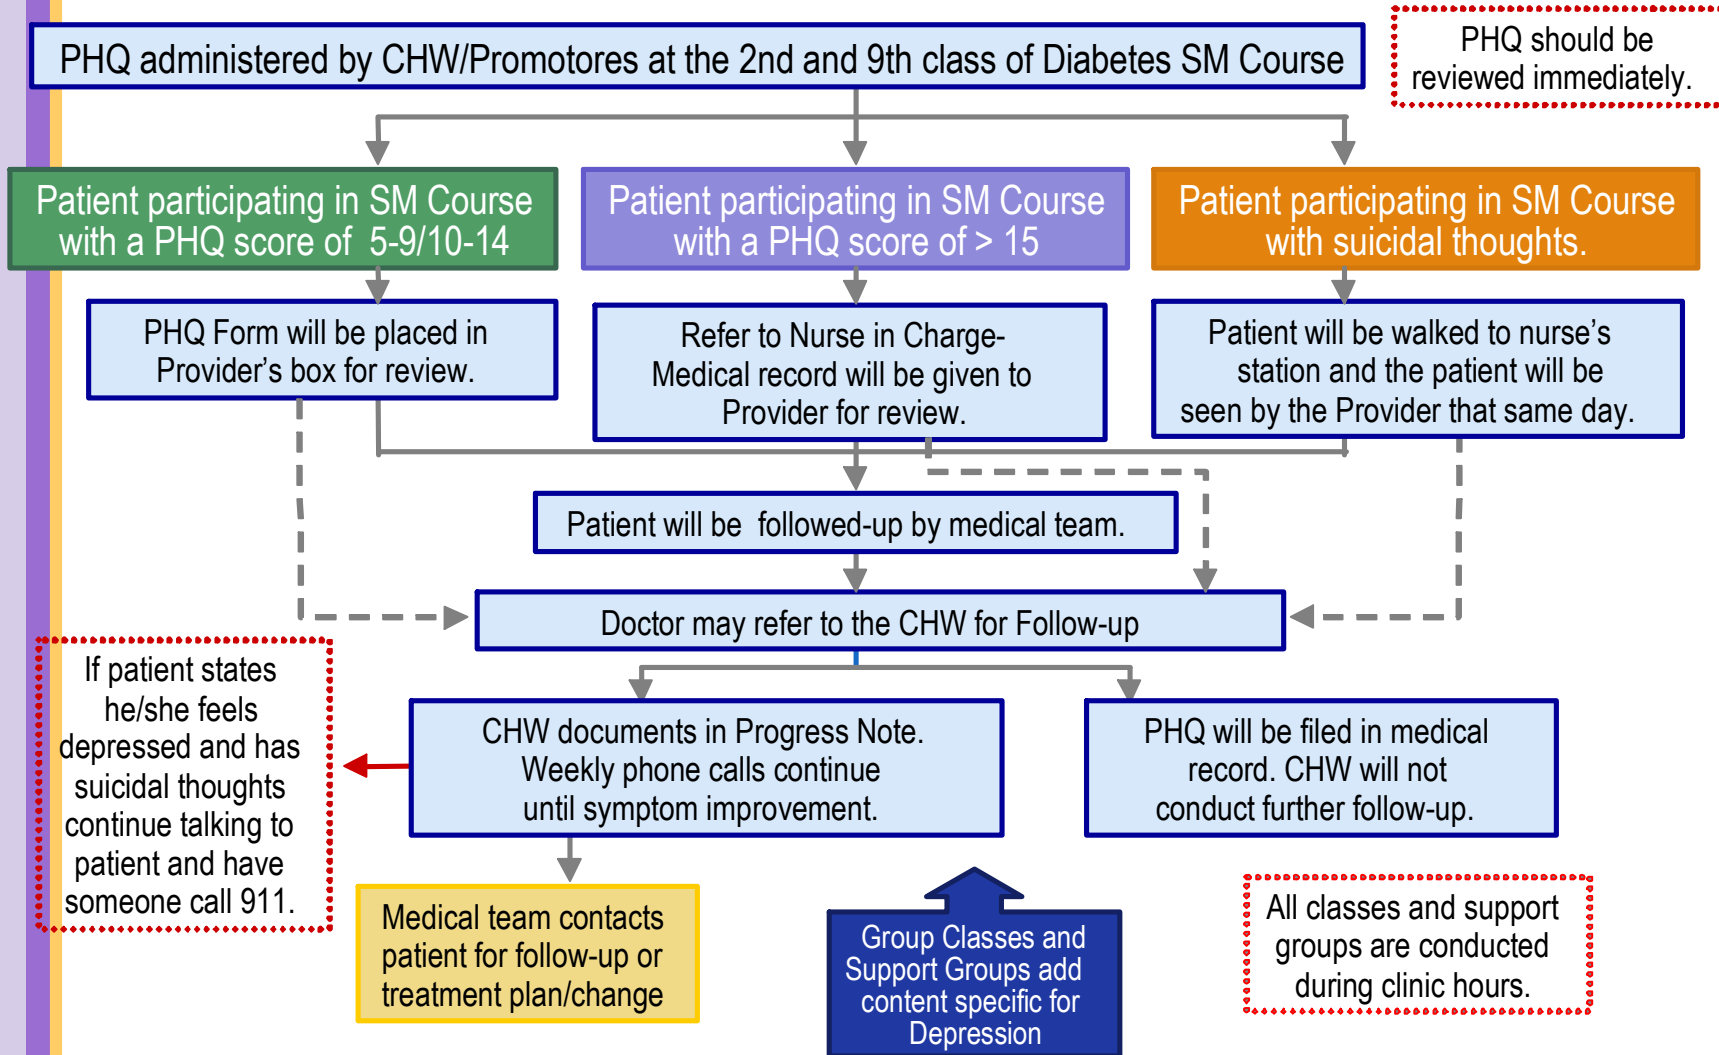 PHQ administered by CHW/Promotores at the 2nd and 9th class of Diabetes SM Course
PHQ should be
reviewed immediately.
Patient participating in SM Course
with a PHQ score of 5-9/10-14
Patient participating in SM Course
with a PHQ score of > 15
Patient participating in SM Course
with suicidal thoughts.
PHQ Form will be placed in
Provider's box for review.
Refer to Nurse in Charge-
Medical record will be given to
Provider for review.
Patient will be walked to nurse's
station and the patient will be
seen by the Provider that same day.
Patient will be followed-up by medical team.
Doctor may refer to the CHW for Follow-up
If patient states
he/she feels
depressed and has
suicidal thoughts
continue talking to
patient and have
someone call 911.
CHW documents in Progress Note.
Weekly phone calls continue
until symptom improvement.
PHQ will be filed in medical
record. CHW will not
conduct further follow-up.
Medical team contacts
patient for follow-up or
treatment plan/change
Group Classes and
Support Groups add
content specific for
Depression
All classes and support
groups are conducted
during clinic hours.